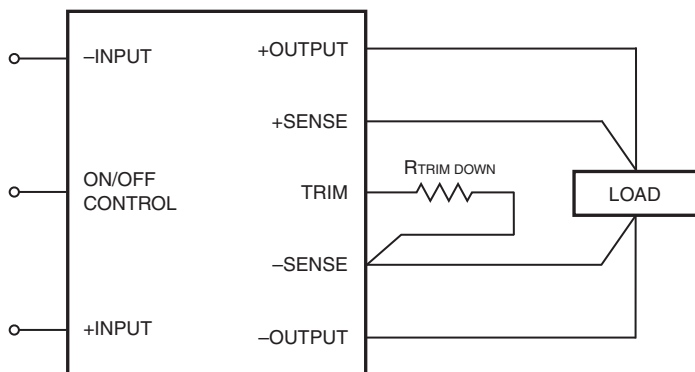 –INPUT
+OUTPUT
+SENSE
RTRIM DOWN
ON/OFF
CONTROL
TRIM
LOAD
–SENSE
+INPUT
–OUTPUT